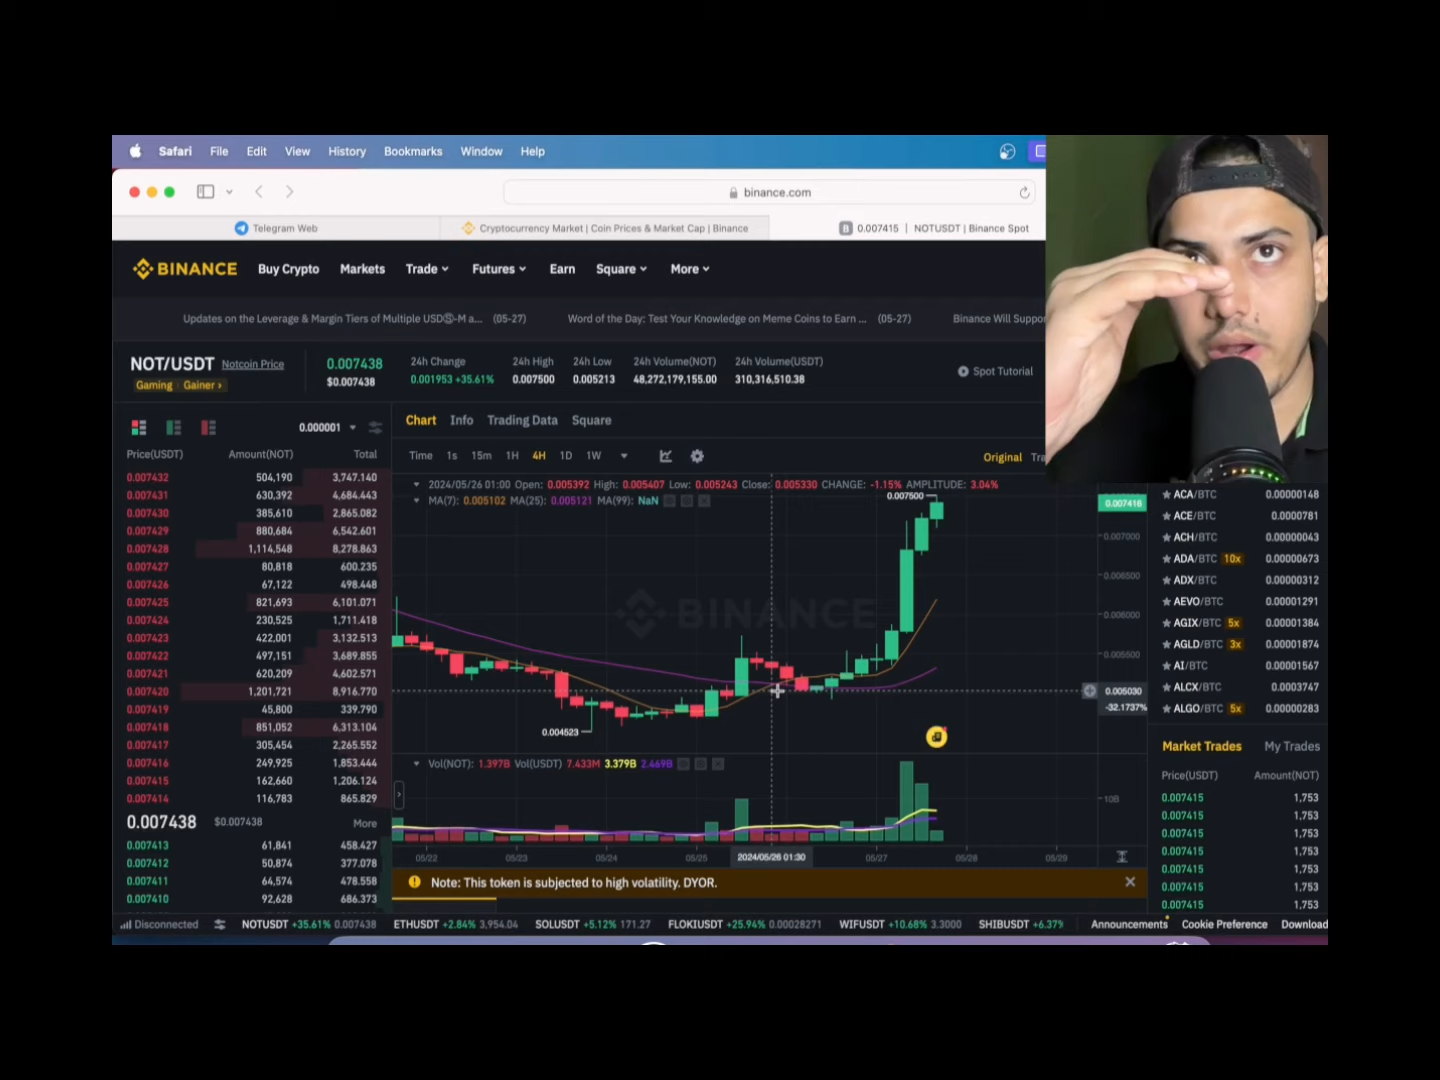 Safari File Edit View History Bookmarks Window Help
binance.com
Telegram Web Cryptocurrency Market | Coin Prices & Market Cap | Binance 0.007415 | NOTUSDT | Binance Spot
BINANCE Buy Crypto Markets Trade Futures Earn Square More
Updates on the Leverage & Margin Tiers of Multiple USDⓈ-M a... (05-27) Word of the Day: Test Your Knowledge on Meme Coins to Earn ... (05-27) Binance Will Suppor
NOT/USDT Notcoin Price 0.007438 24h Change 24h High 24h Low 24h Volume(NOT) 24h Volume(USDT)
$0.007438 0.001953 +35.61% 0.007500 0.005213 48,272,179,155.00 310,316,510.38
Gaming Gainer › Spot Tutorial
Chart Info Trading Data Square
0.000001
Price(USDT) Amount(NOT) Total
Time 1s 15m 1H 4H 1D 1W Original Tra
2024/05/26 01:00 Open: 0.005392 High: 0.005407 Low: 0.005243 Close: 0.005330 CHANGE: -1.15% AMPLITUDE: 3.04%
MA(7): 0.005102 MA(25): 0.005121 MA(99): NaN
0.007500
0.007416
0.007000
0.006500
0.006000
0.005500
0.005030
-32.1737%
0.004523
BINANCE
0.007432 504,190 3,747.140
0.007431 630,392 4,684.443
0.007430 385,610 2,865.082
0.007429 880,684 6,542.601
0.007428 1,114,548 8,278.863
0.007427 80,818 600.235
0.007426 67,122 498.448
0.007425 821,693 6,101.071
0.007424 230,525 1,711.418
0.007423 422,001 3,132.513
0.007422 497,151 3,689.855
0.007421 620,209 4,602.571
0.007420 1,201,721 8,916.770
0.007419 45,800 339.790
0.007418 851,052 6,313.104
0.007417 305,454 2,265.552
0.007416 249,925 1,853.444
0.007415 162,660 1,206.124
0.007414 116,783 865.829
0.007438 $0.007438 More
0.007413 61,841 458.427
0.007412 50,874 377.078
0.007411 64,574 478.558
0.007410 92,628 686.373
Vol(NOT): 1.397B Vol(USDT) 7.433M 3.379B 2.469B
10B
05/22 05/23 05/24 05/25 2024/05/26 01:30 05/27 05/28 05/29
Note: This token is subjected to high volatility. DYOR.
ACA/BTC 0.00000148
ACE/BTC 0.0000781
ACH/BTC 0.00000043
ADA/BTC 10x 0.00000673
ADX/BTC 0.00000312
AEVO/BTC 0.00001291
AGIX/BTC 5x 0.00001384
AGLD/BTC 3x 0.00001874
AI/BTC 0.00001567
ALCX/BTC 0.0003747
ALGO/BTC 5x 0.00000283
Market Trades My Trades
Price(USDT) Amount(NOT)
0.007415 1,753
0.007415 1,753
0.007415 1,753
0.007415 1,753
0.007415 1,753
0.007415 1,753
0.007415 1,753
Disconnected NOTUSDT +35.61% 0.007438 ETHUSDT +2.84% 3,954.04 SOLUSDT +5.12% 171.27 FLOKIUSDT +25.94% 0.00028271 WIFUSDT +10.68% 3.3000 SHIBUSDT +6.37% Announcements Cookie Preference Download